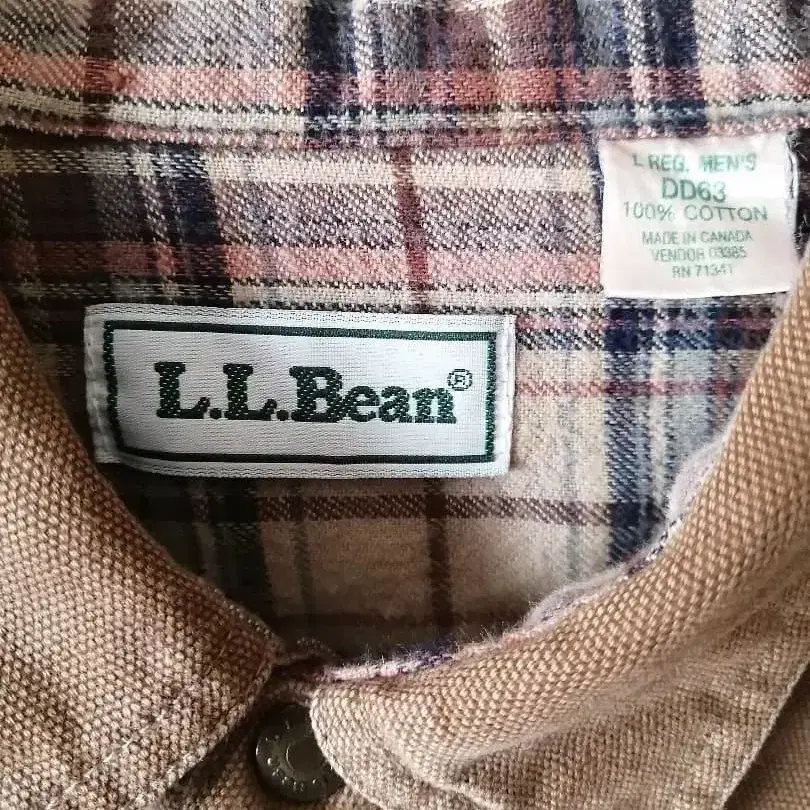 L REG. MEN'S
DD63
100% COTTON
MADE IN CANADA
VENDOR 03385
RN 71341
L.L.Bean®